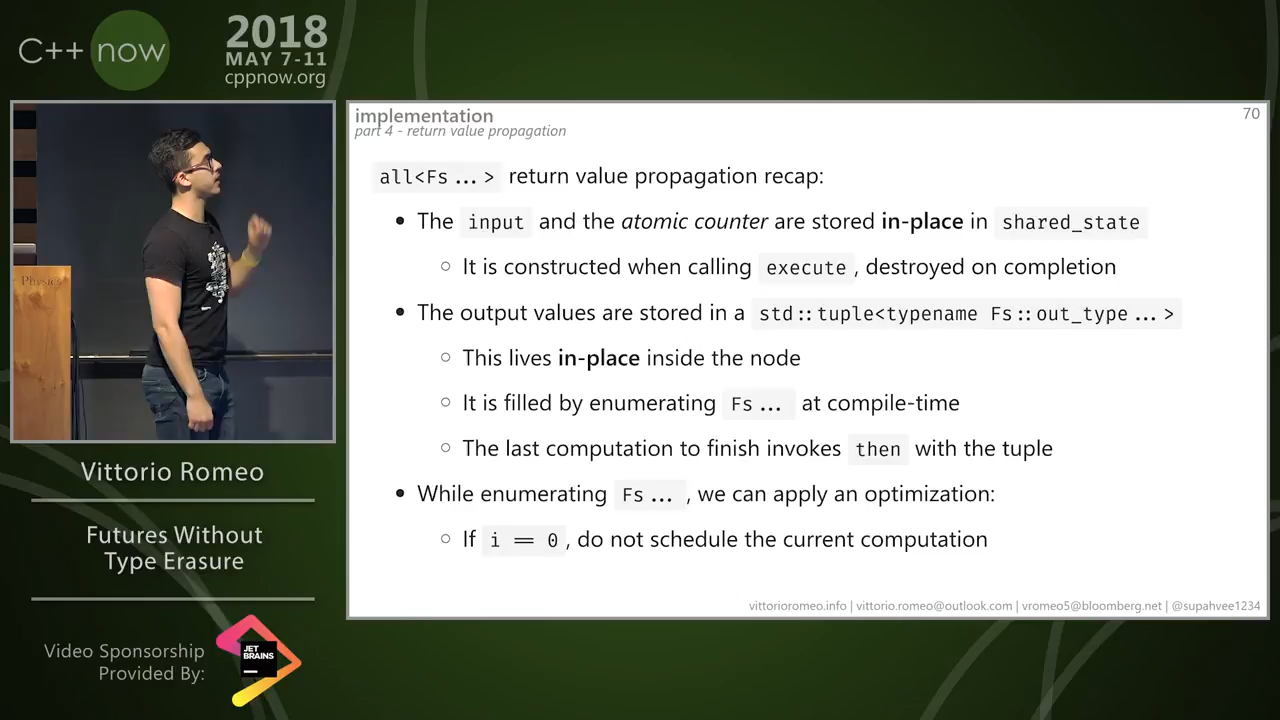 C++ now
2018
MAY 7-11
cppnow.org
Physics
Vittorio Romeo
Futures Without
Type Erasure
Video Sponsorship
Provided By:
JET
BRAINS
implementation
part 4 - return value propagation
70
all<Fs...> return value propagation recap:
• The input and the atomic counter are stored in-place in shared_state
○ It is constructed when calling execute, destroyed on completion
• The output values are stored in a std::tuple<typename Fs::out_type...>
○ This lives in-place inside the node
○ It is filled by enumerating Fs... at compile-time
○ The last computation to finish invokes then with the tuple
• While enumerating Fs..., we can apply an optimization:
○ If i == 0, do not schedule the current computation
vittorioromeo.info | vittorio.romeo@outlook.com | vromeo5@bloomberg.net | @supahvee1234